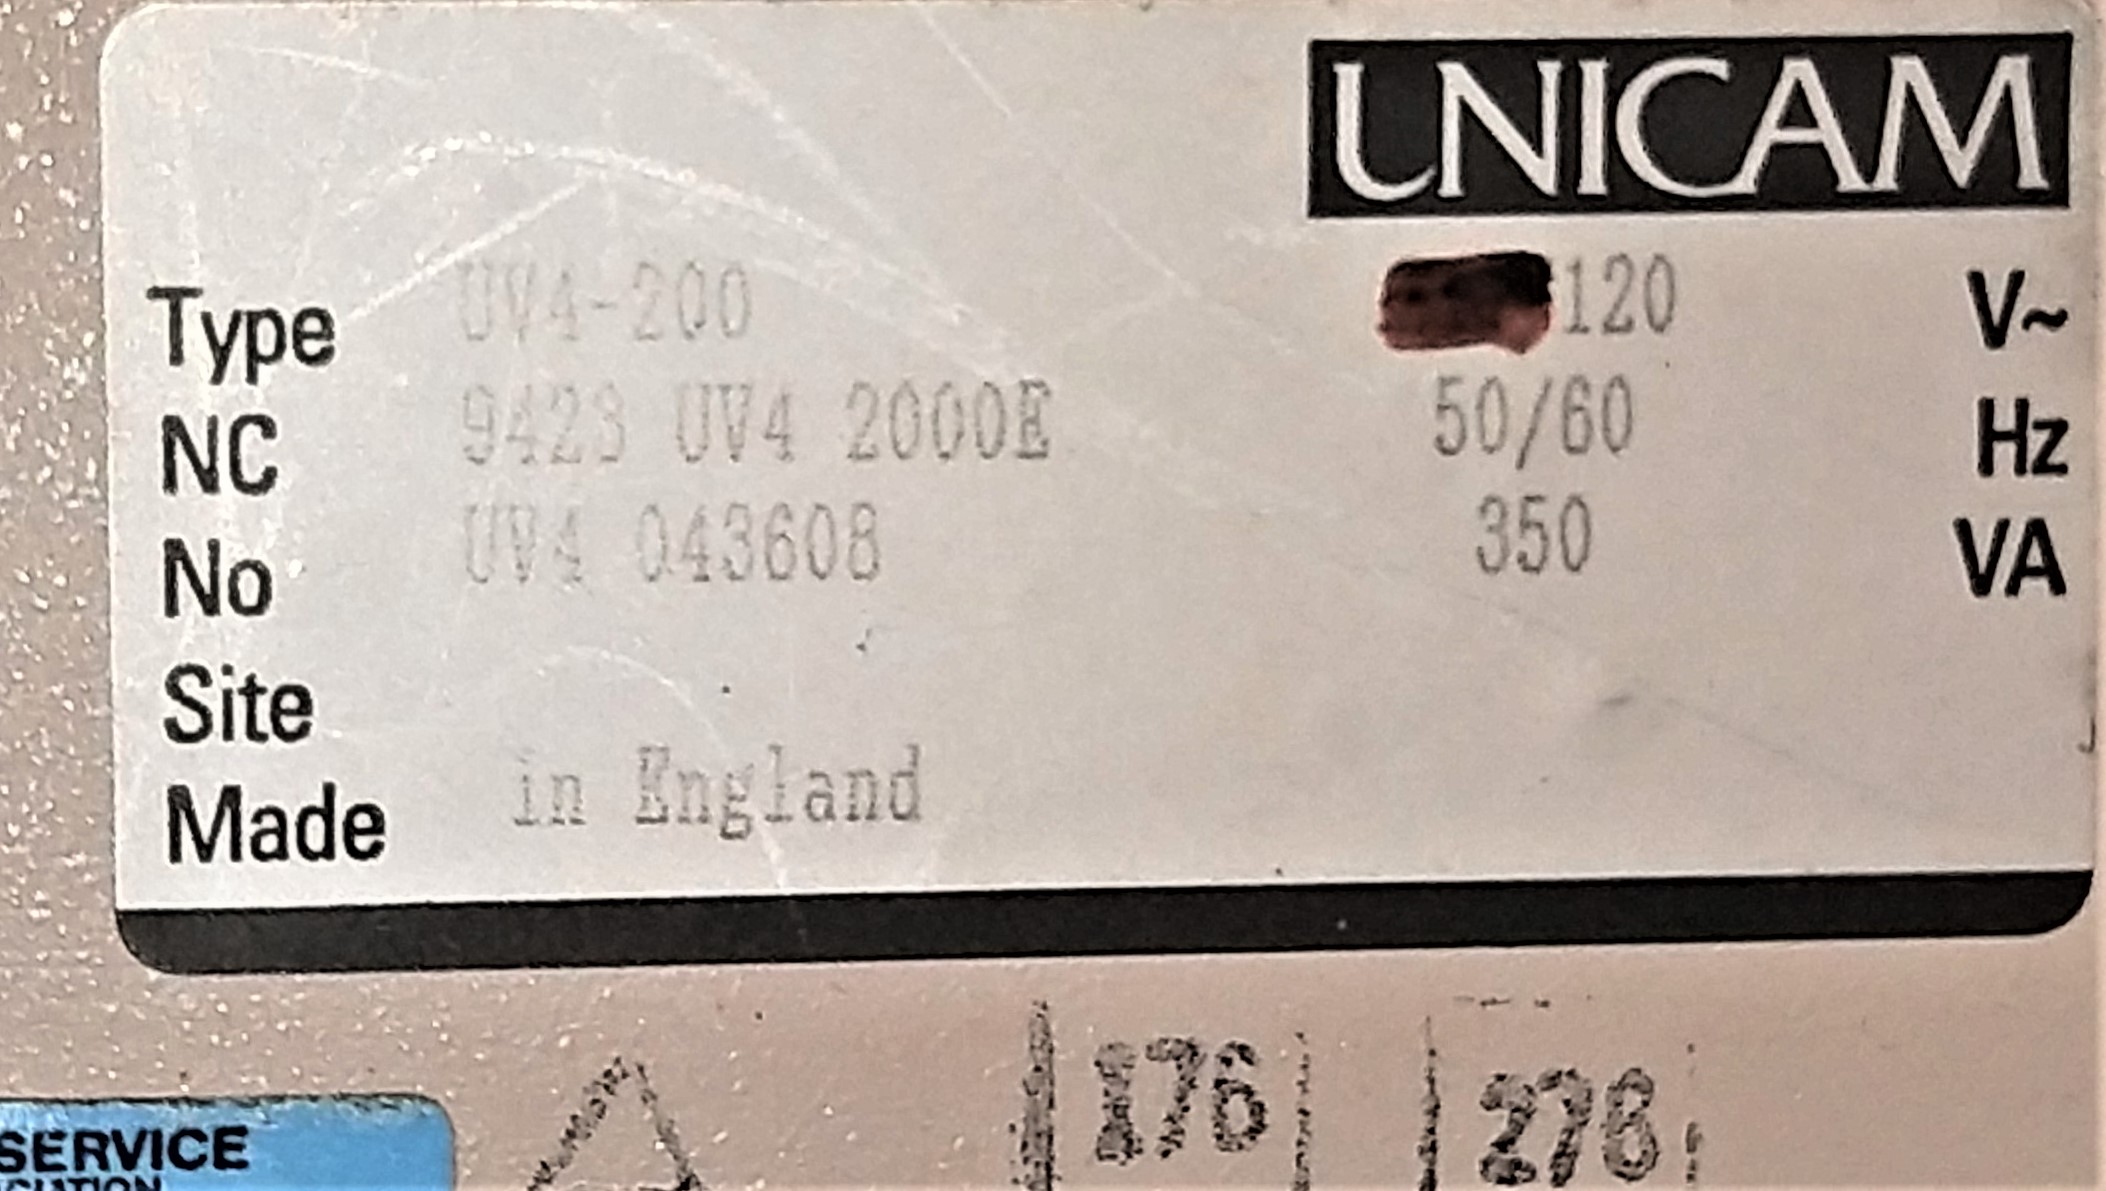 UNICAM
Type UV4-200 120 V~
NC 9423 UV4 2000E 50/60 Hz
No UV4 043608 350 VA
Site
Made in England
176
278
SERVICE